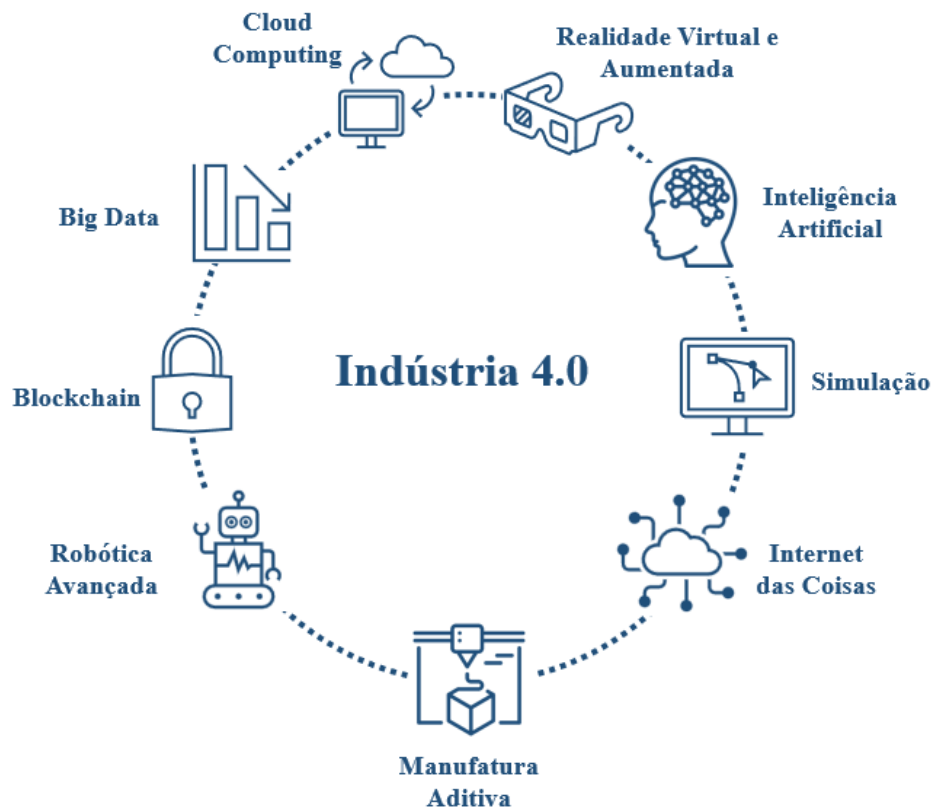 Cloud
Computing
Realidade Virtual e
Aumentada
Big Data
Inteligência
Artificial
Indústria 4.0
Blockchain
Simulação
Robótica
Avançada
Internet
das Coisas
Manufatura
Aditiva